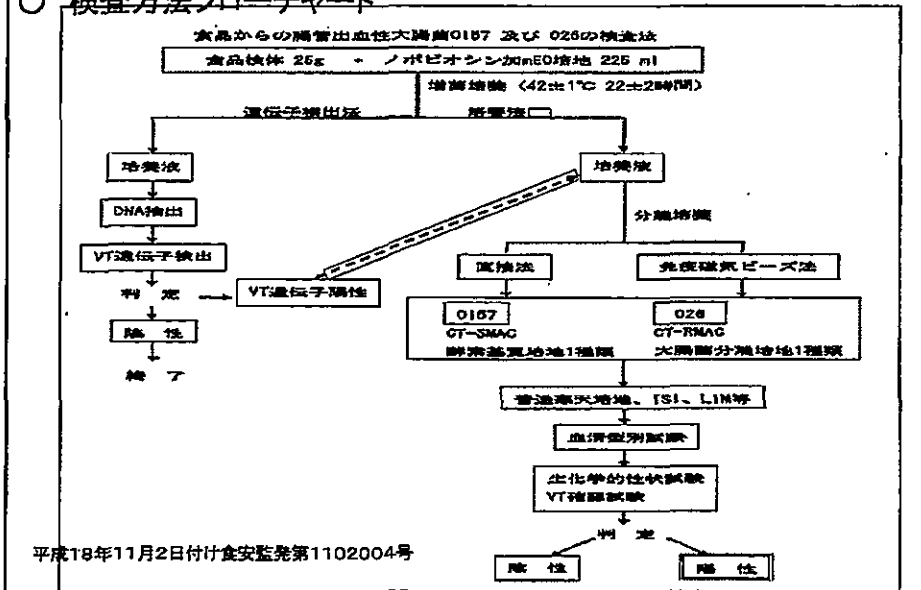 検査方法フローチャート
食品からの腸管出血性大腸菌O157 及び O26の検査法
食品検体 25g + ノボビオシン加mEC培地 225 ml
増菌培養 (42±1℃ 22±2時間)
遺伝子検出法
培養法
培養液
培養液
DNA抽出
分離培養
VT遺伝子検出
直接法
免疫磁気ビーズ法
判 定
VT遺伝子陽性
O157
O26
陰 性
CT-SMAC
CT-RMAC
酵素基質培地1種類
大腸菌分離培地1種類
終 了
普通寒天培地、TSI、LIM等
血清型別試験
生化学的性状試験
VT確認試験
判 定
平成18年11月2日付け食安監発第1102004号
陰 性
陽 性